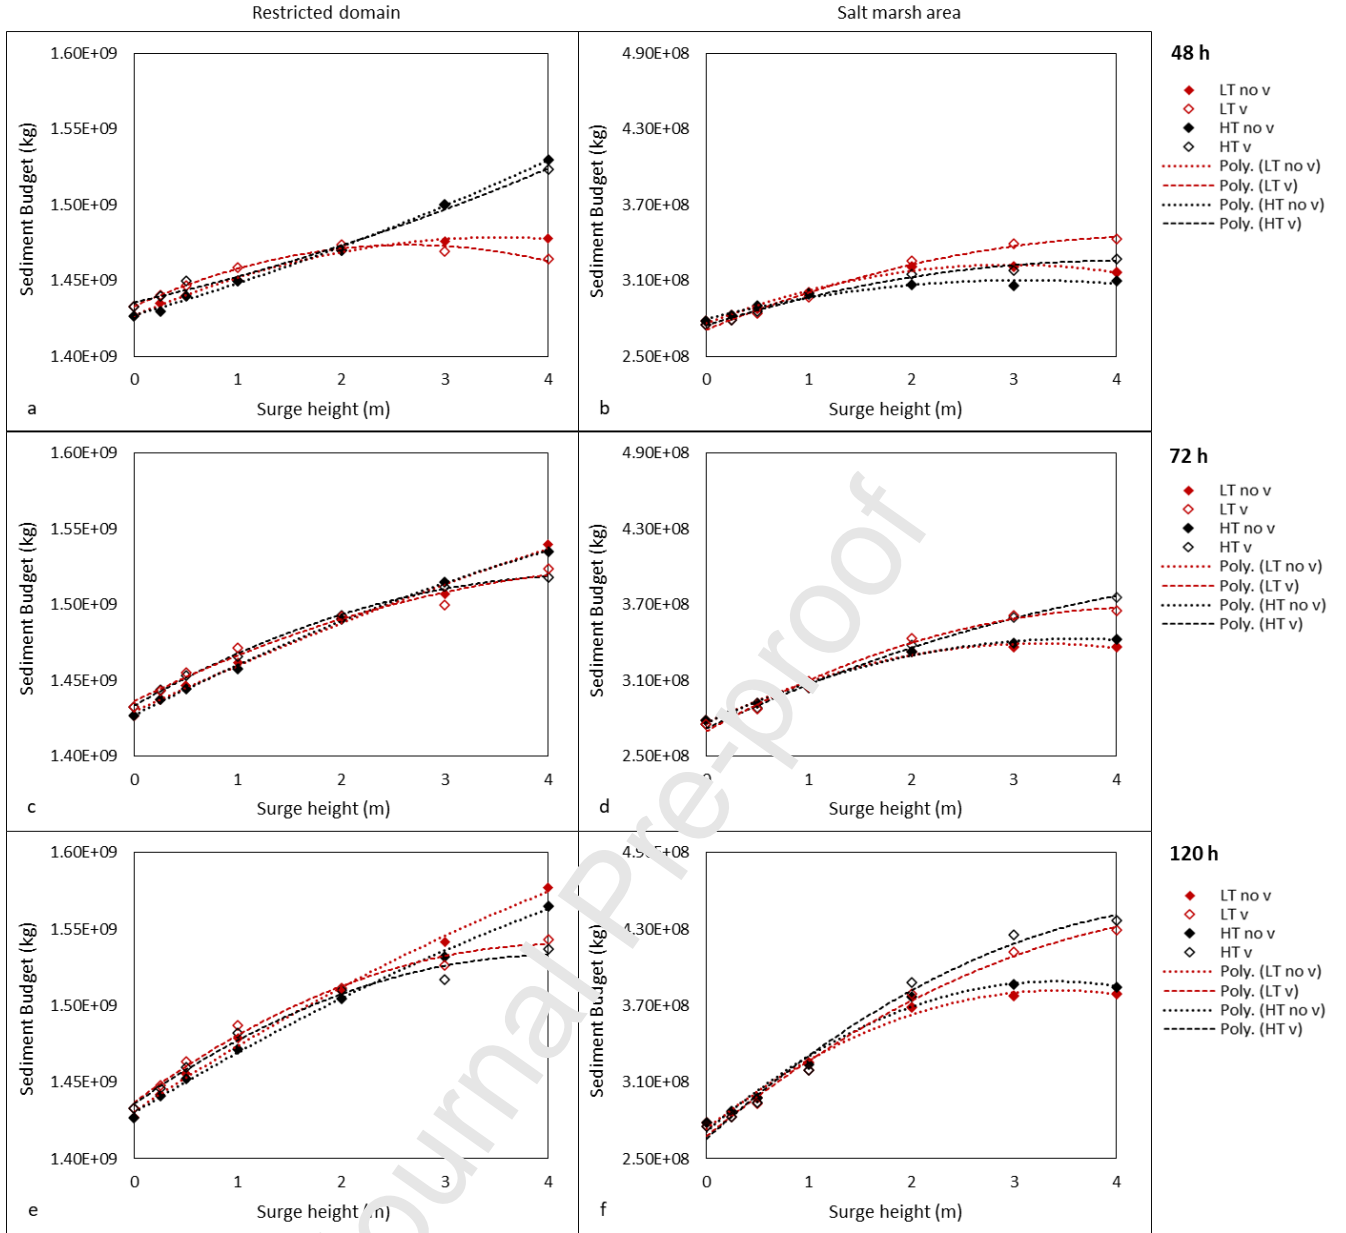 Restricted domain
Salt marsh area
1.60E+09
1.55E+09
1.50E+09
1.45E+09
1.40E+09
Sediment Budget (kg)
0 1 2 3 4
Surge height (m)
a
4.90E+08
4.30E+08
3.70E+08
3.10E+08
2.50E+08
Sediment Budget (kg)
0 1 2 3 4
Surge height (m)
b
48 h
LT no v
LT v
HT no v
HT v
Poly. (LT no v)
Poly. (LT v)
Poly. (HT no v)
Poly. (HT v)
1.60E+09
1.55E+09
1.50E+09
1.45E+09
1.40E+09
Sediment Budget (kg)
0 1 2 3 4
Surge height (m)
c
4.90E+08
4.30E+08
3.70E+08
3.10E+08
2.50E+08
Sediment Budget (kg)
0 1 2 3 4
Surge height (m)
d
72 h
LT no v
LT v
HT no v
HT v
Poly. (LT no v)
Poly. (LT v)
Poly. (HT no v)
Poly. (HT v)
1.60E+09
1.55E+09
1.50E+09
1.45E+09
1.40E+09
Sediment Budget (kg)
0 1 2 3 4
Surge height (m)
e
4.90E+08
4.30E+08
3.70E+08
3.10E+08
2.50E+08
Sediment Budget (kg)
0 1 2 3 4
Surge height (m)
f
120 h
LT no v
LT v
HT no v
HT v
Poly. (LT no v)
Poly. (LT v)
Poly. (HT no v)
Poly. (HT v)
Journal Pre-proof